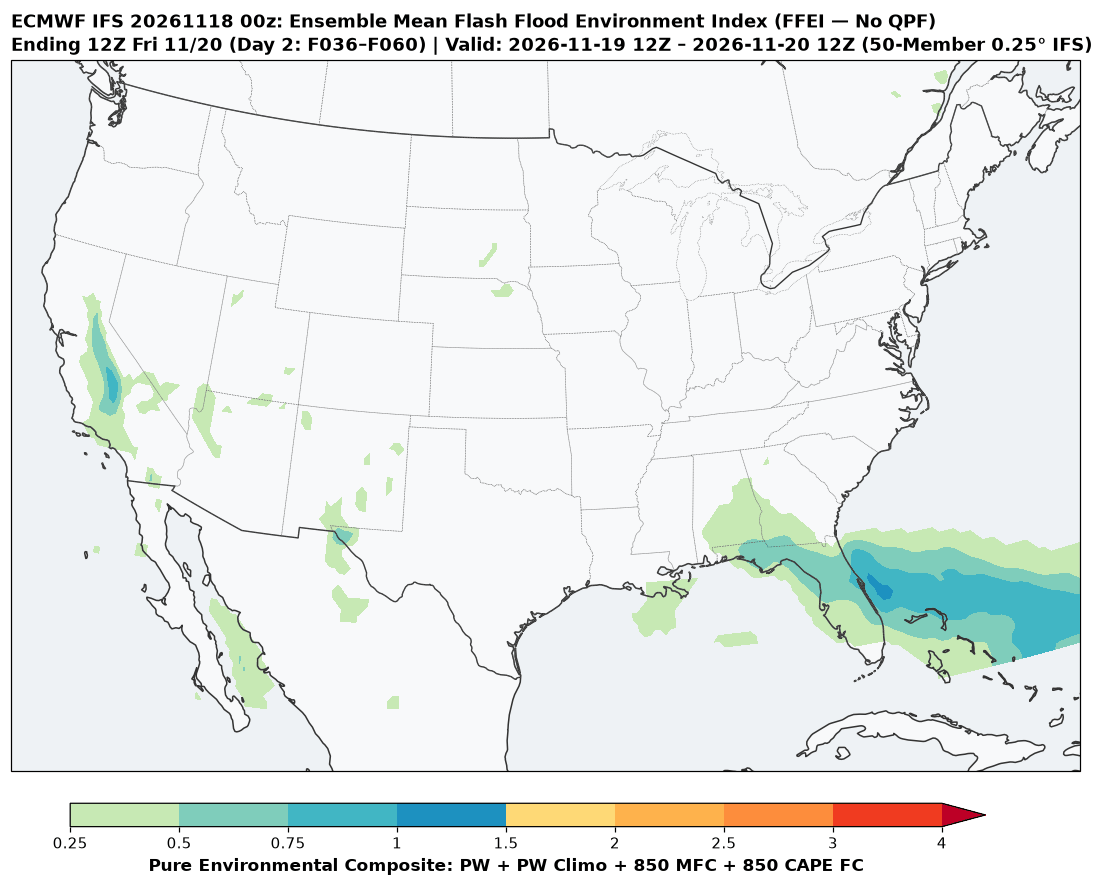 ECMWF IFS 20261118 00z: Ensemble Mean Flash Flood Environment Index (FFEI — No QPF)
Ending 12Z Fri 11/20 (Day 2: F036–F060) | Valid: 2026-11-19 12Z – 2026-11-20 12Z (50-Member 0.25° IFS)
0.25 0.5 0.75 1 1.5 2 2.5 3 4
Pure Environmental Composite: PW + PW Climo + 850 MFC + 850 CAPE FC